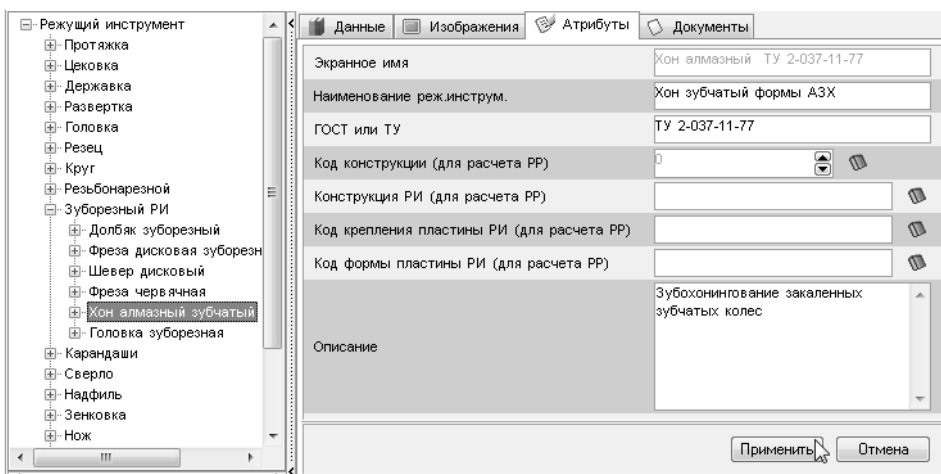 Режущий инструмент
Протяжка
Цековка
Державка
Развертка
Головка
Резец
Круг
Резьбонарезной
Зуборезный РИ
Долбяк зуборезный
Фреза дисковая зуборезн
Шевер дисковый
Фреза червячная
Хон алмазный зубчатый
Головка зуборезная
Карандаши
Сверло
Надфиль
Зенковка
Нож
Данные Изображения Атрибуты Документы
Экранное имя Хон алмазный ТУ 2-037-11-77
Наименование реж.инструм. Хон зубчатый формы АЗХ
ГОСТ или ТУ ТУ 2-037-11-77
Код конструкции (для расчета РР) 0
Конструкция РИ (для расчета РР)
Код крепления пластины РИ (для расчета РР)
Код формы пластины РИ (для расчета РР)
Описание Зубохонингование закаленных
зубчатых колес
Применить Отмена